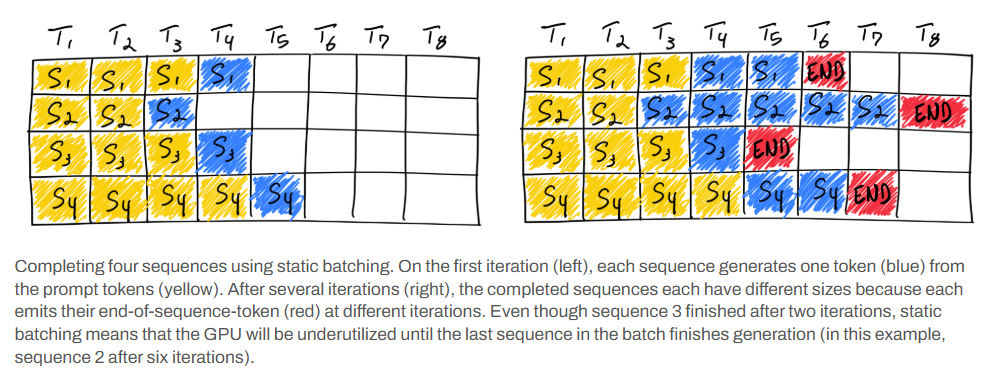 T1 T2 T3 T4 T5 T6 T7 T8
S1 S1 S1 S1
S2 S2 S2
S3 S3 S3 S3
S4 S4 S4 S4 S4
T1 T2 T3 T4 T5 T6 T7 T8
S1 S1 S1 S1 S1 END
S2 S2 S2 S2 S2 S2 S2 END
S3 S3 S3 S3 END
S4 S4 S4 S4 S4 S4 END
Completing four sequences using static batching. On the first iteration (left), each sequence generates one token (blue) from
the prompt tokens (yellow). After several iterations (right), the completed sequences each have different sizes because each
emits their end-of-sequence-token (red) at different iterations. Even though sequence 3 finished after two iterations, static
batching means that the GPU will be underutilized until the last sequence in the batch finishes generation (in this example,
sequence 2 after six iterations).